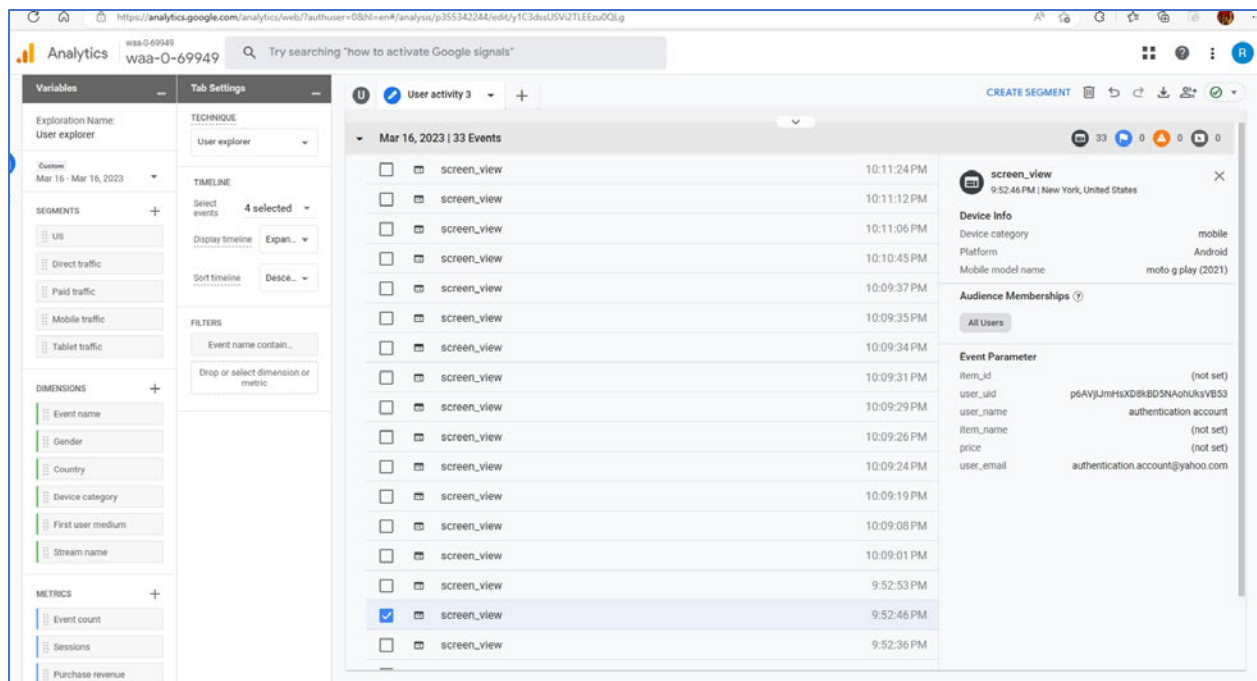 https://analytics.google.com/analytics/web/?authuser=0&hl=en#/analysis/p355342244/edit/y1C3dssUSVi2TLEEzu0QLg
Analytics
waa-0-69949
waa-0-69949
Try searching "how to activate Google signals"
R
Variables
Exploration Name:
User explorer
Custom
Mar 16 - Mar 16, 2023
SEGMENTS
US
Direct traffic
Paid traffic
Mobile traffic
Tablet traffic
DIMENSIONS
Event name
Gender
Country
Device category
First user medium
Stream name
METRICS
Event count
Sessions
Purchase revenue
Tab Settings
TECHNIQUE
User explorer
TIMELINE
Select events
4 selected
Display timeline
Expan...
Sort timeline
Desce...
FILTERS
Event name contain...
Drop or select dimension or
metric
U
User activity 3
CREATE SEGMENT
Mar 16, 2023 | 33 Events
33 0 0 0
screen_view 10:11:24 PM
screen_view 10:11:12 PM
screen_view 10:11:06 PM
screen_view 10:10:45 PM
screen_view 10:09:37 PM
screen_view 10:09:35 PM
screen_view 10:09:34 PM
screen_view 10:09:31 PM
screen_view 10:09:29 PM
screen_view 10:09:26 PM
screen_view 10:09:24 PM
screen_view 10:09:19 PM
screen_view 10:09:08 PM
screen_view 10:09:01 PM
screen_view 9:52:53 PM
screen_view 9:52:46 PM
screen_view 9:52:36 PM
screen_view
9:52:46 PM | New York, United States
Device Info
Device category mobile
Platform Android
Mobile model name moto g play (2021)
Audience Memberships
All Users
Event Parameter
item_id (not set)
user_uid
user_name authentication account
item_name (not set)
price (not set)
user_email authentication.account@yahoo.com